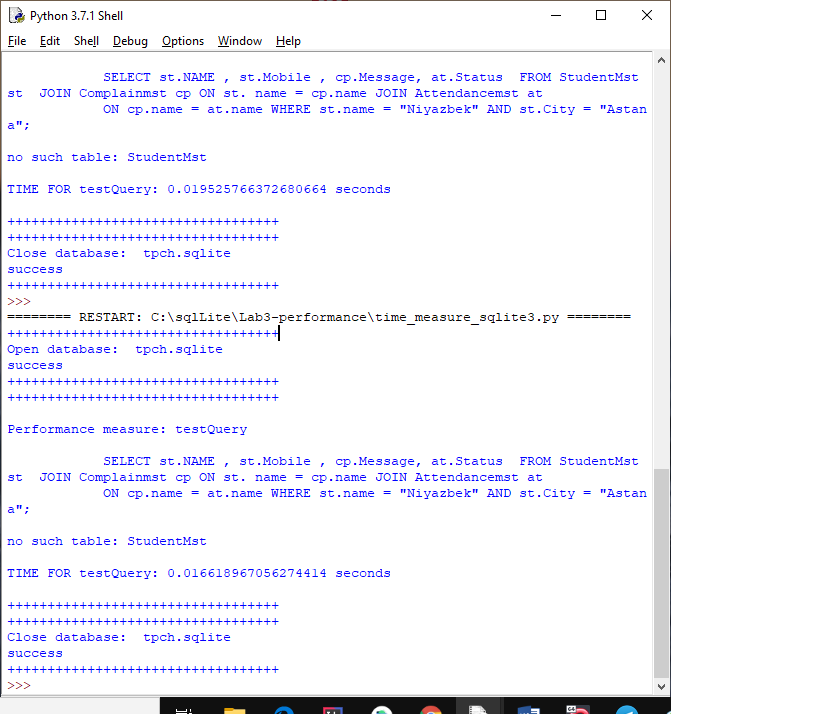 Python 3.7.1 Shell
File Edit Shell Debug Options Window Help
SELECT st.NAME , st.Mobile , cp.Message, at.Status  FROM StudentMst
st  JOIN Complainmst cp ON st. name = cp.name JOIN Attendancemst at
ON cp.name = at.name WHERE st.name = "Niyazbek" AND st.City = "Astan
a";
no such table: StudentMst
TIME FOR testQuery: 0.019525766372680664 seconds
++++++++++++++++++++++++++++++++++
++++++++++++++++++++++++++++++++++
Close database:  tpch.sqlite
success
++++++++++++++++++++++++++++++++++
>>>
======== RESTART: C:\sqlLite\Lab3-performance\time_measure_sqlite3.py ========
++++++++++++++++++++++++++++++++++
Open database:  tpch.sqlite
success
++++++++++++++++++++++++++++++++++
++++++++++++++++++++++++++++++++++
Performance measure: testQuery
SELECT st.NAME , st.Mobile , cp.Message, at.Status  FROM StudentMst
st  JOIN Complainmst cp ON st. name = cp.name JOIN Attendancemst at
ON cp.name = at.name WHERE st.name = "Niyazbek" AND st.City = "Astan
a";
no such table: StudentMst
TIME FOR testQuery: 0.016618967056274414 seconds
++++++++++++++++++++++++++++++++++
++++++++++++++++++++++++++++++++++
Close database:  tpch.sqlite
success
++++++++++++++++++++++++++++++++++
>>>
64